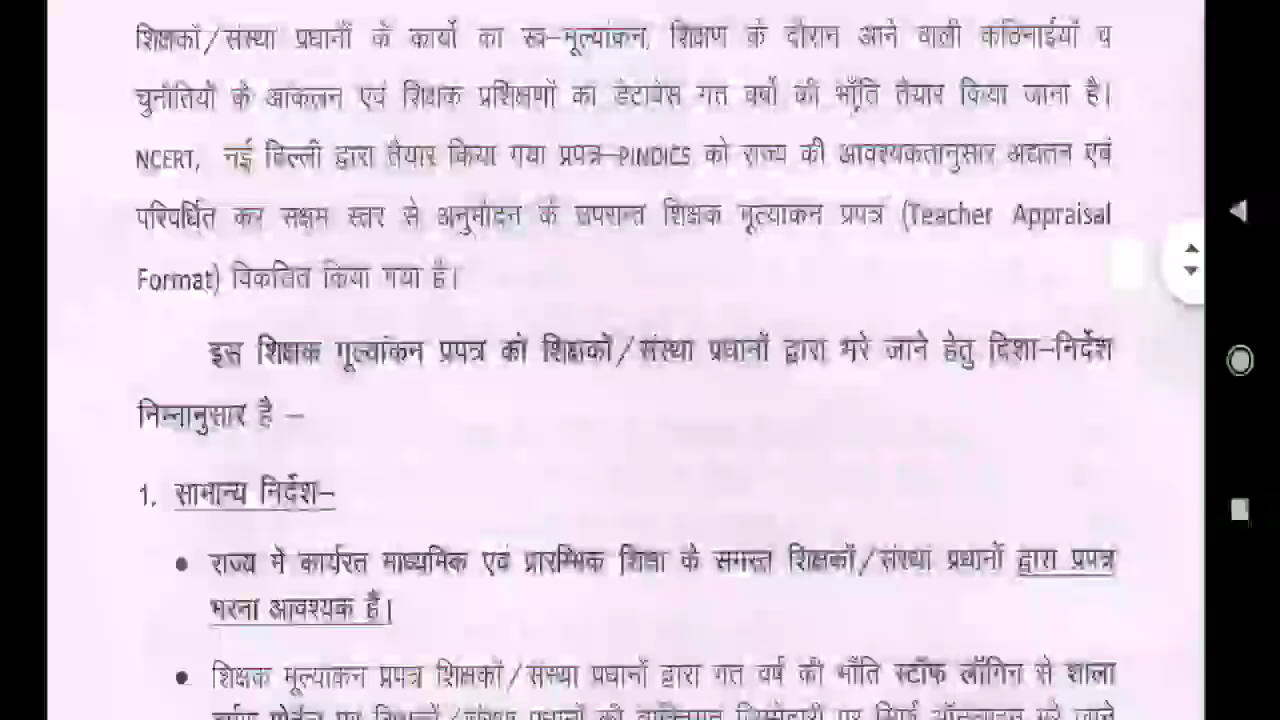 शिक्षकों/संस्था प्रधानों के कार्यो का स्व-मूल्यांकन, शिक्षण के दौरान आने वाली कठिनाईयों व
चुनौतियों के आंकलन एवं शिक्षक प्रशिक्षणों का डेटाबेस गत वर्षो की भाँति तैयार किया जाना है।
NCERT, नई दिल्ली द्वारा तैयार किया गया प्रपत्र-PINDICS को राज्य की आवश्यकतानुसार अद्यतन एवं
परिवर्धित कर सक्षम स्तर से अनुमोदन के उपरान्त शिक्षक मूल्याकन प्रपत्र (Teacher Appraisal
Format) विकसित किया गया है।
इस शिक्षक मूल्यांकन प्रपत्र को शिक्षकों/संस्था प्रधानों द्वारा भरे जाने हेतु दिशा-निर्देश
निम्नानुसार है -
1. सामान्य निर्देश-
• राज्य में कार्यरत माध्यमिक एवं प्रारम्भिक शिक्षा के समस्त शिक्षकों/संस्था प्रधानों द्वारा प्रपत्र
भरना आवश्यक है।
• शिक्षक मूल्यांकन प्रपत्र शिक्षकों/संस्था प्रधानों द्वारा गत वर्ष की भाँति स्टॉफ लॉगिन से शाला